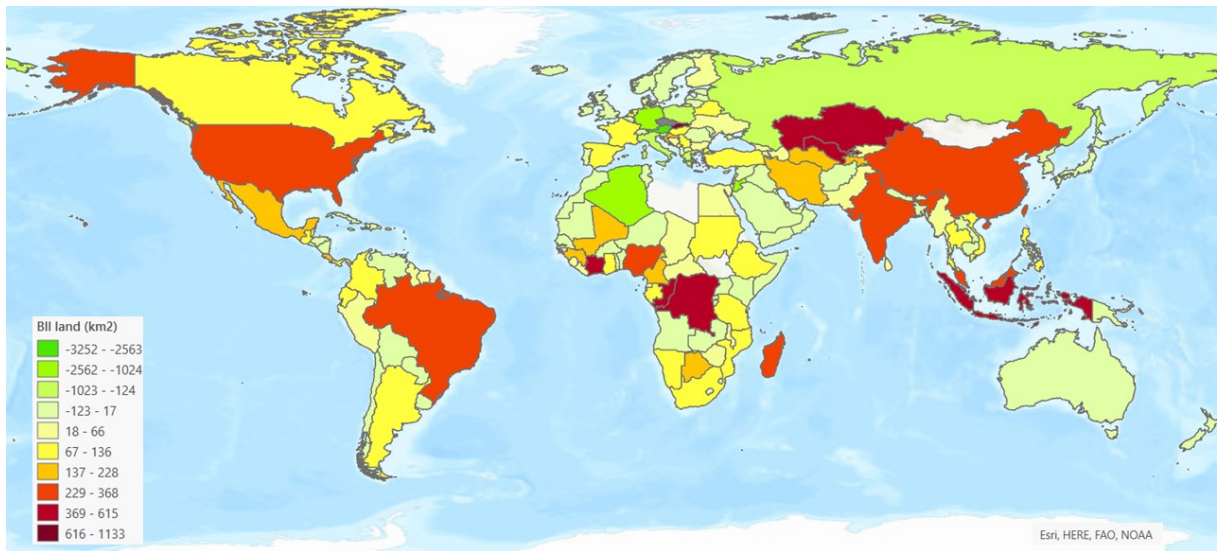 BII land (km2)
-3252 - -2563
-2562 - -1024
-1023 - -124
-123 - 17
18 - 66
67 - 136
137 - 228
229 - 368
369 - 615
616 - 1133
Esri, HERE, FAO, NOAA